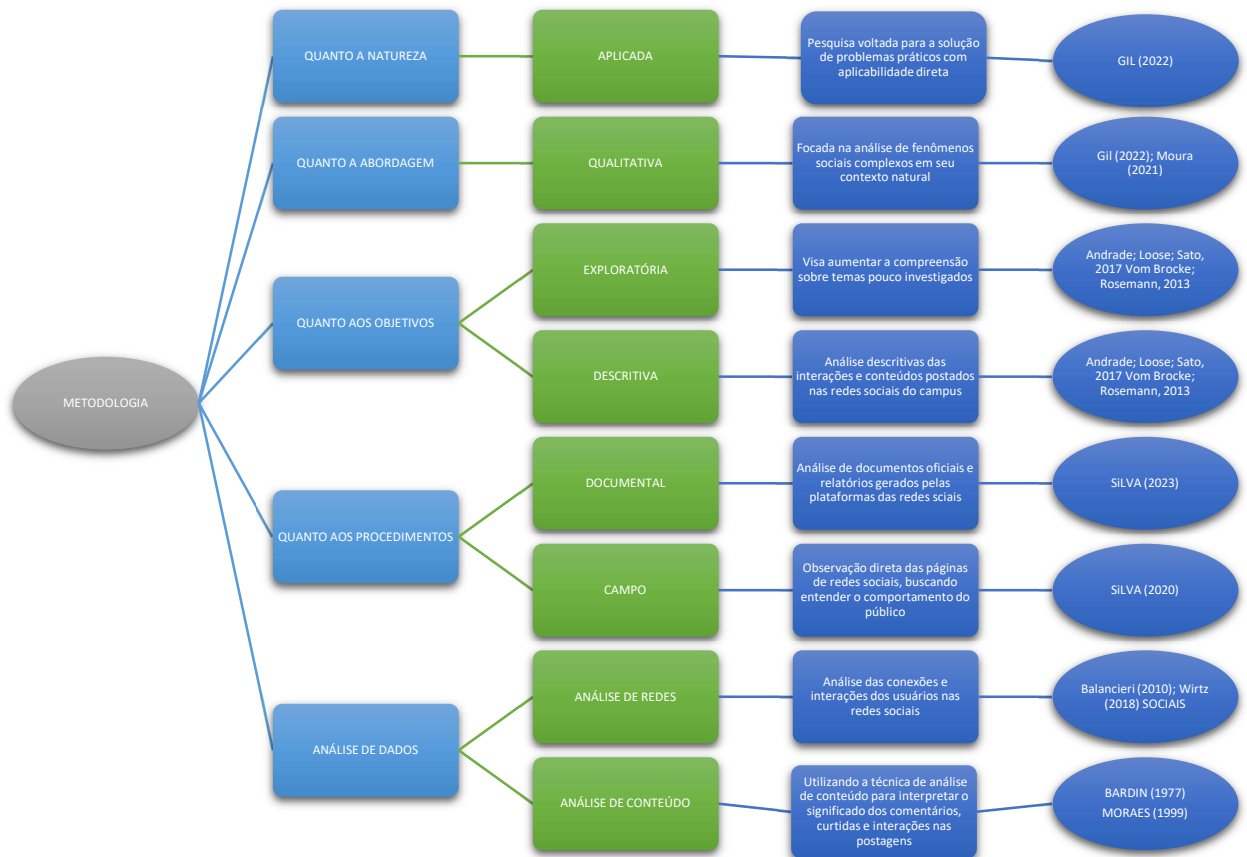 QUANTO A NATUREZA
APLICADA
Pesquisa voltada para a solução
de problemas práticos com
aplicabilidade direta
GIL (2022)
QUANTO A ABORDAGEM
QUALITATIVA
Focada na análise de fenômenos
sociais complexos em seu
contexto natural
Gil (2022); Moura
(2021)
METODOLOGIA
QUANTO AOS OBJETIVOS
EXPLORATÓRIA
Visa aumentar a compreensão
sobre temas pouco investigados
Andrade; Loose; Sato,
2017 Vom Brocke;
Rosemann, 2013
DESCRITIVA
Análise descritivas das
interações e conteúdos postados
nas redes sociais do campus
Andrade; Loose; Sato,
2017 Vom Brocke;
Rosemann, 2013
QUANTO AOS PROCEDIMENTOS
DOCUMENTAL
Análise de documentos oficiais e
relatórios gerados pelas
plataformas das redes sciais
SiLVA (2023)
CAMPO
Observação direta das páginas
de redes sociais, buscando
entender o comportamento do
público
SiLVA (2020)
ANÁLISE DE DADOS
ANÁLISE DE REDES
Análise das conexões e
interações dos usuários nas
redes sociais
Balancieri (2010); Wirtz
(2018) SOCIAIS
ANÁLISE DE CONTEÚDO
Utilizando a técnica de análise
de conteúdo para interpretar o
significado dos comentários,
curtidas e interações nas
postagens
BARDIN (1977)
MORAES (1999)